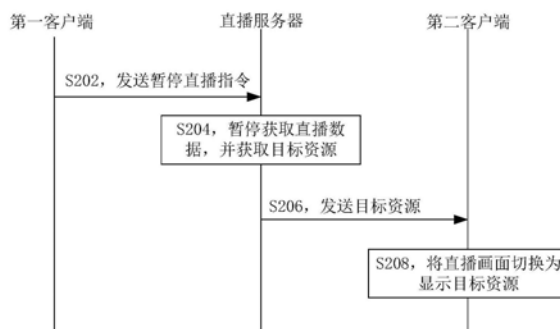 第一客户端
直播服务器
第二客户端
S202，发送暂停直播指令
S204，暂停获取直播数
据，并获取目标资源
S206，发送目标资源
S208，将直播画面切换为
显示目标资源